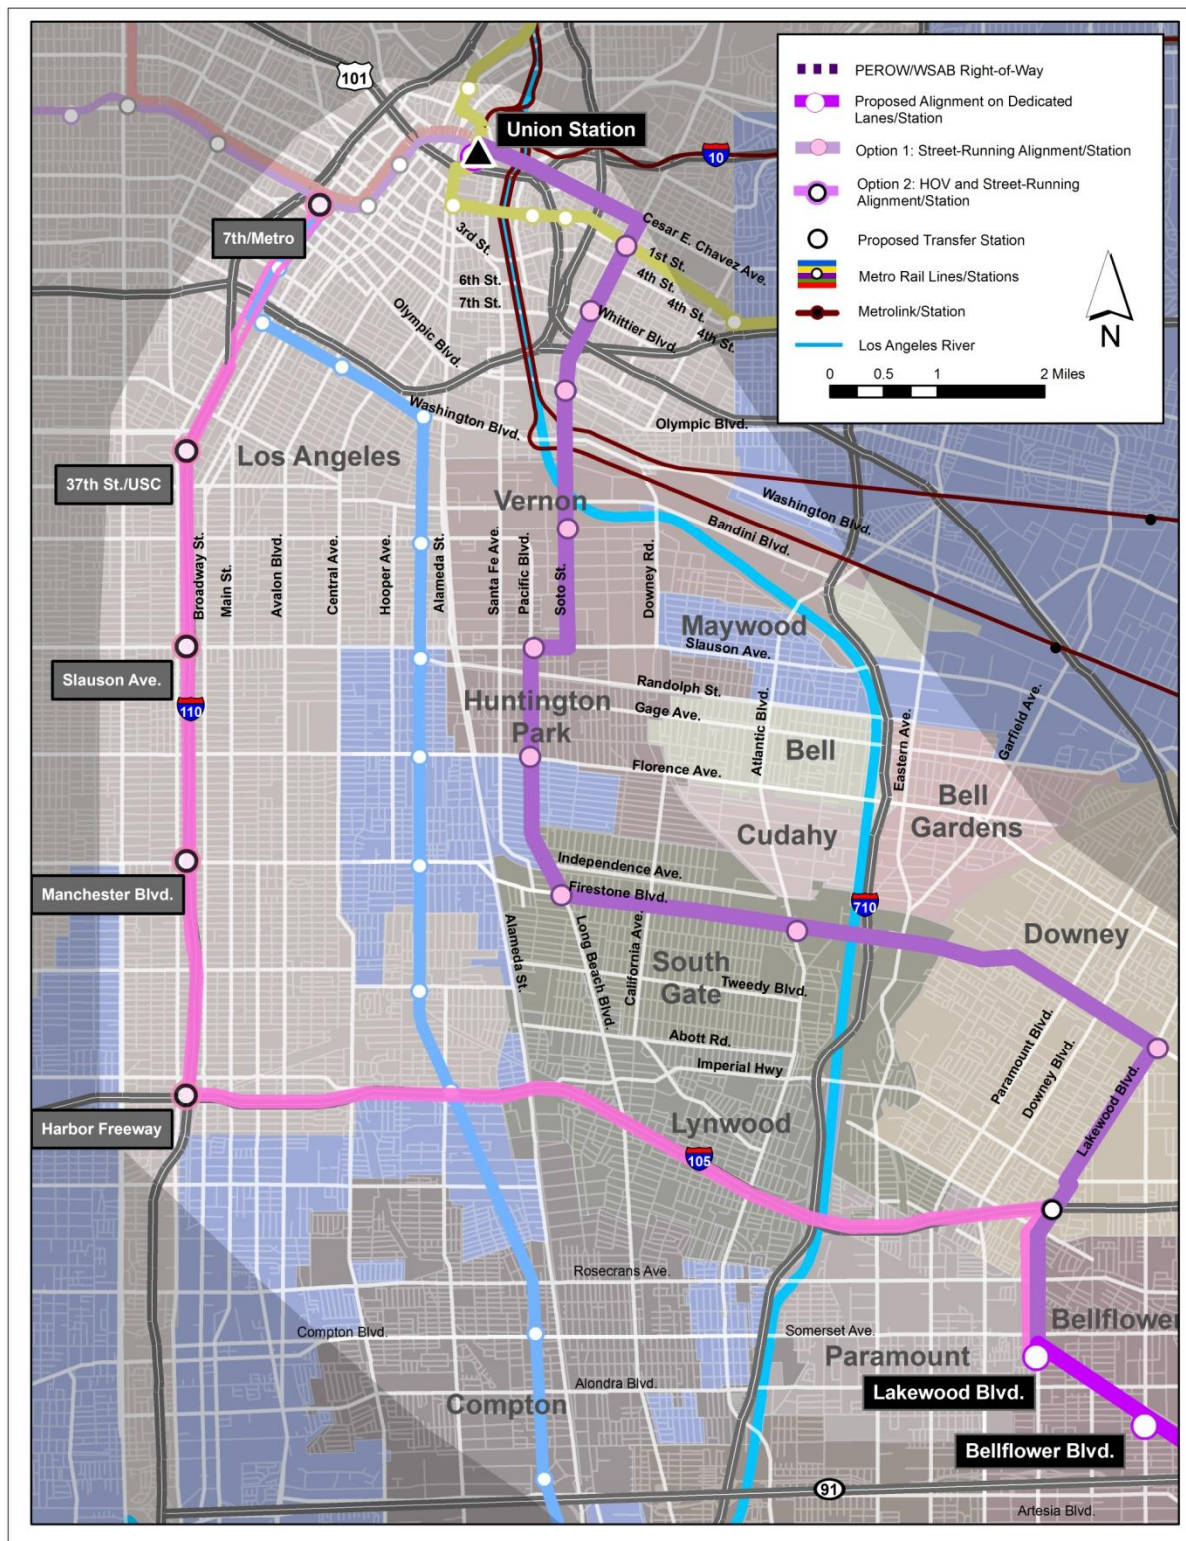 101
Union Station
10
PEROW/WSAB Right-of-Way
Proposed Alignment on Dedicated
Lanes/Station
Option 1: Street-Running Alignment/Station
Option 2: HOV and Street-Running
Alignment/Station
Proposed Transfer Station
Metro Rail Lines/Stations
Metrolink/Station
Los Angeles River
0 0.5 1 2 Miles
N
7th/Metro
3rd St.
Cesar E. Chavez Ave.
1st St.
4th St.
4th St.
4th St.
6th St.
7th St.
Whittier Blvd.
Olympic Blvd.
Washington Blvd.
Olympic Blvd.
Los Angeles
37th St./USC
Vernon
Washington Blvd.
Bandini Blvd.
Broadway St.
Main St.
Avalon Blvd.
Central Ave.
Hooper Ave.
Alameda St.
Santa Fe Ave.
Pacific Blvd.
Soto St.
Downey Rd.
Maywood
Slauson Ave.
Slauson Ave.
110
Huntington
Park
Randolph St.
Gage Ave.
Atlantic Blvd.
Bell
Eastern Ave.
Garfield Ave.
Florence Ave.
Bell
Gardens
Cudahy
Manchester Blvd.
Independence Ave.
Firestone Blvd.
710
Downey
Alameda St.
Long Beach Blvd.
California Ave.
South
Gate
Tweedy Blvd.
Abott Rd.
Imperial Hwy
Paramount Blvd.
Downey Blvd.
Lakewood Blvd.
Harbor Freeway
Lynwood
105
Rosecrans Ave.
Compton Blvd.
Somerset Ave.
Bellflower
Paramount
Alondra Blvd.
Lakewood Blvd.
Compton
Bellflower Blvd.
91
Artesia Blvd.